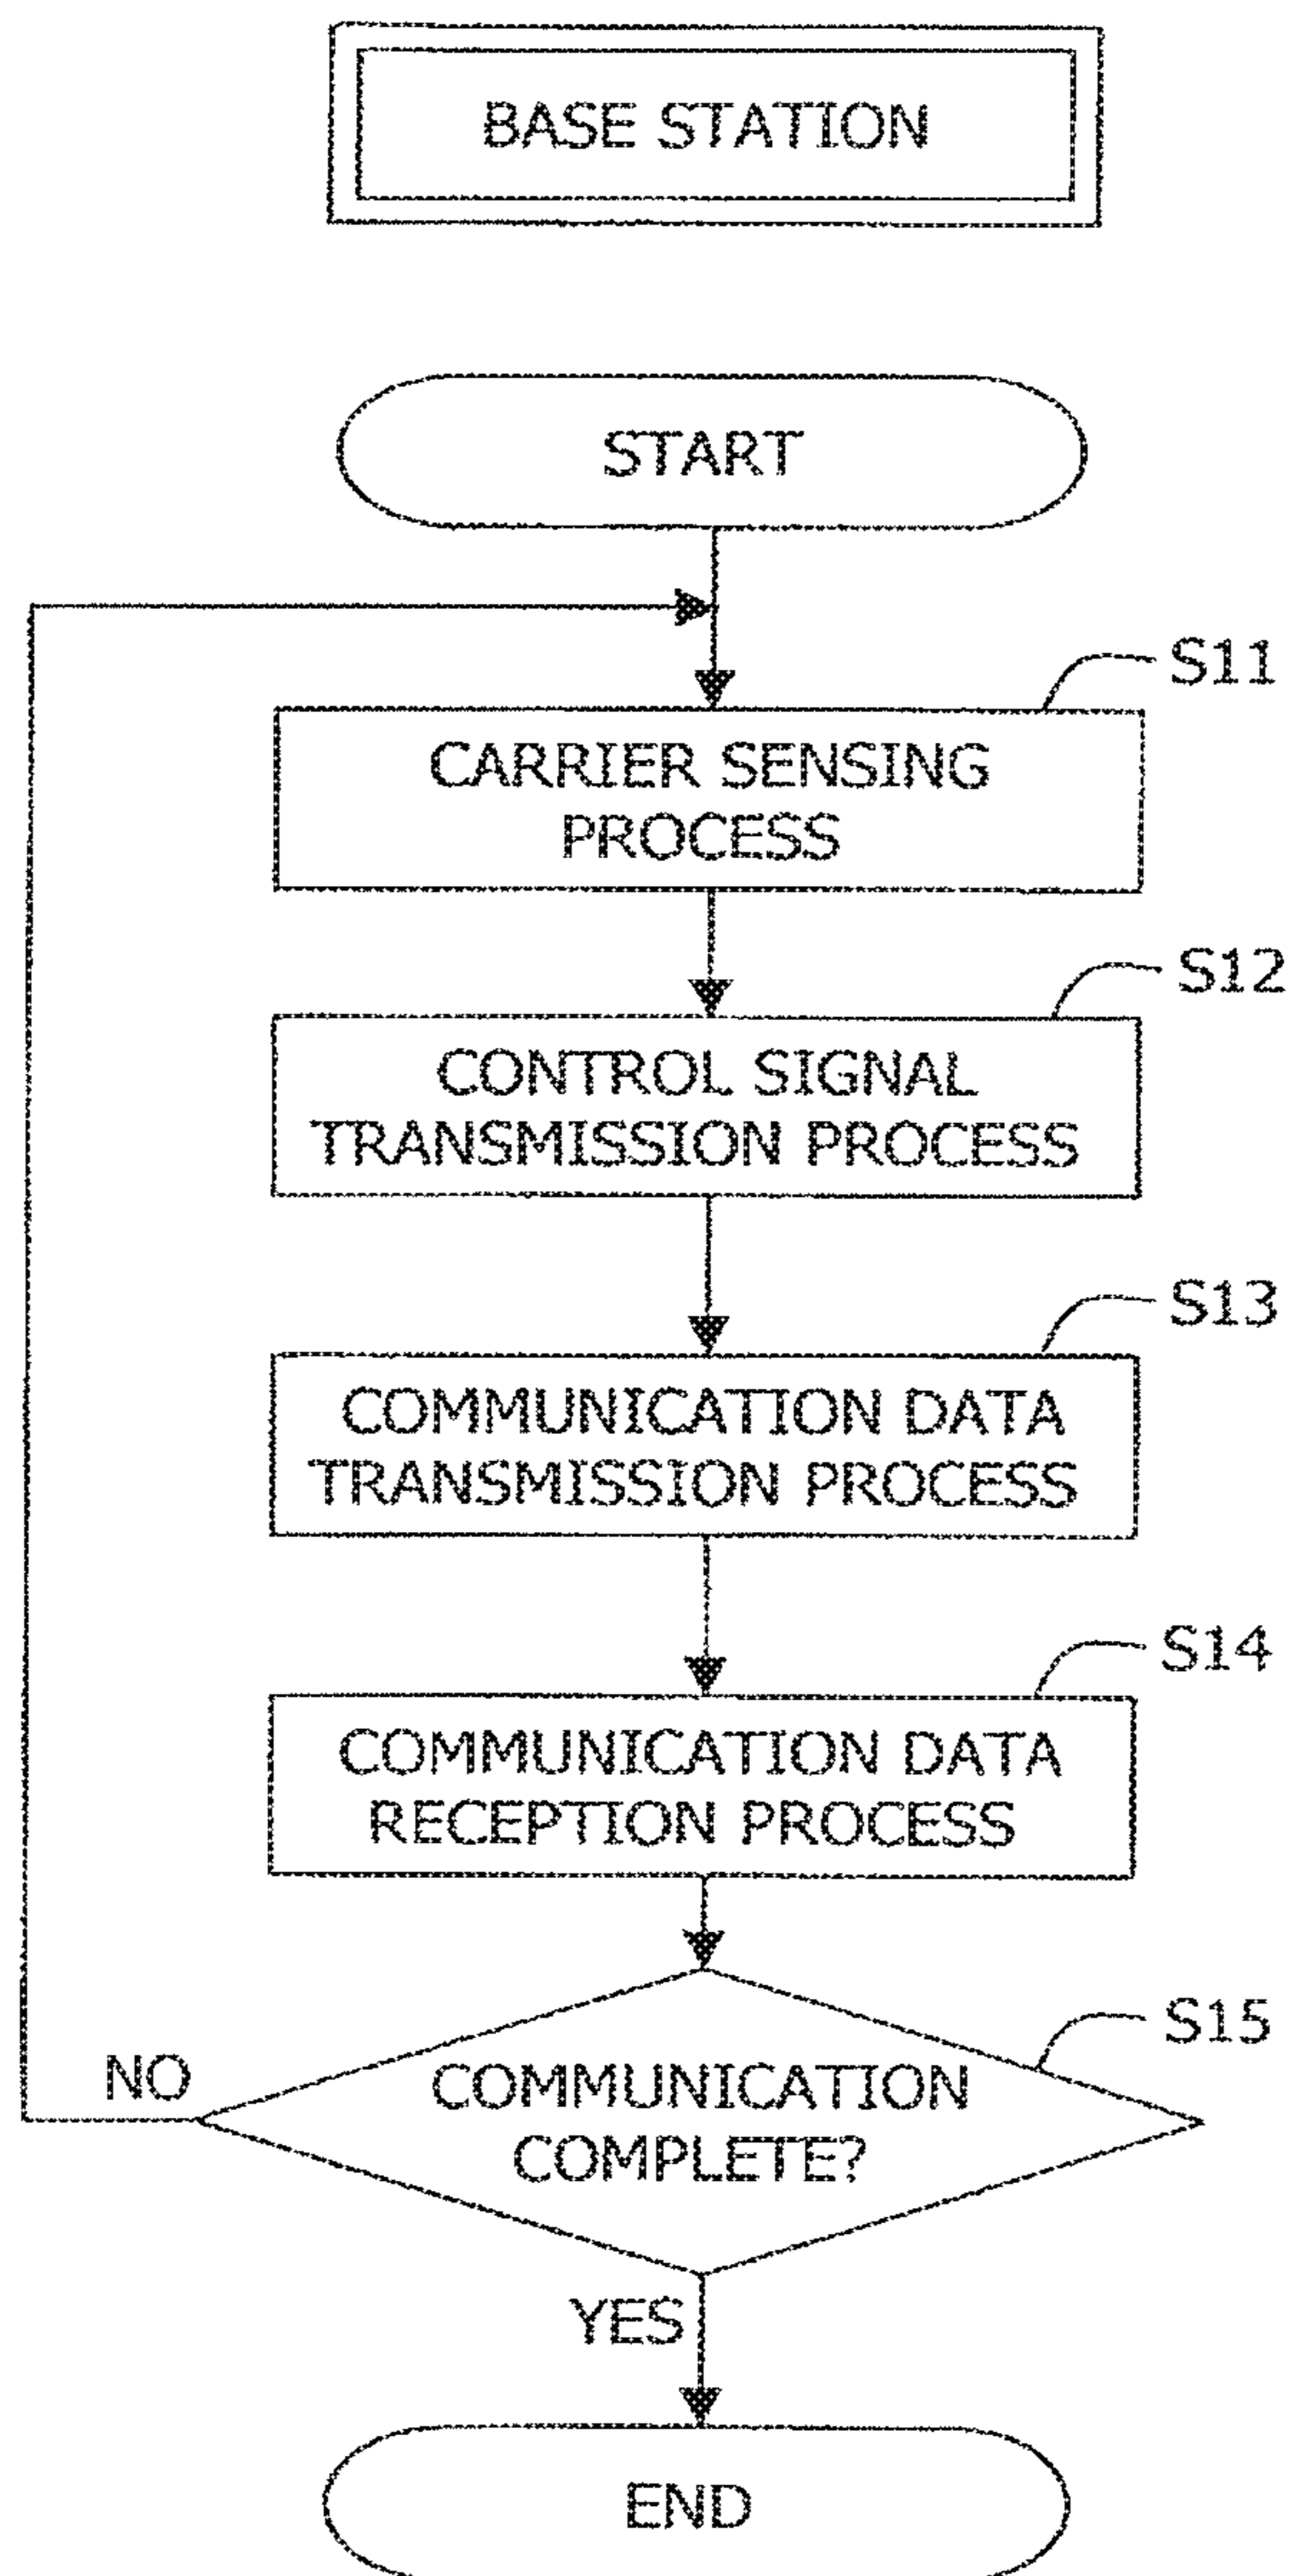 BASE STATION
START
S11
CARRIER SENSING
PROCESS
S12
CONTROL SIGNAL
TRANSMISSION PROCESS
S13
COMMUNICATION DATA
TRANSMISSION PROCESS
S14
COMMUNICATION DATA
RECEPTION PROCESS
S15
COMMUNICATION
COMPLETE?
NO
YES
END